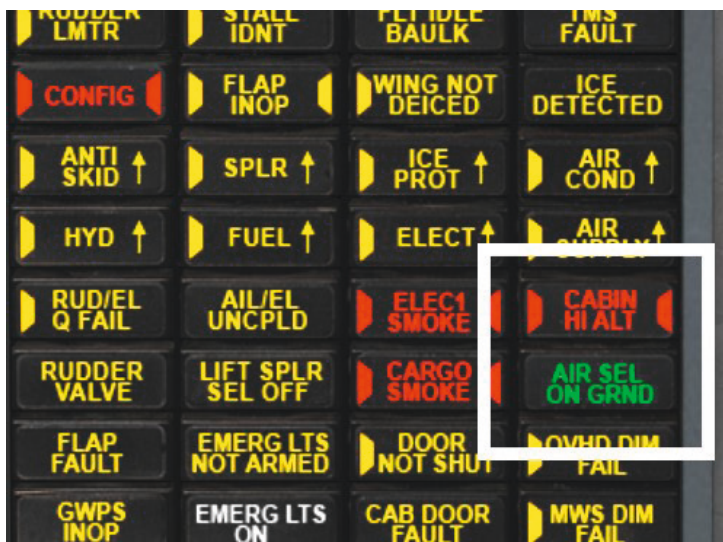 RUDDER
LMTR
STALL
IDNT
FLT IDLE
BAULK
TMS
FAULT
CONFIG
FLAP
INOP
WING NOT
DEICED
ICE
DETECTED
ANTI
SKID ↑
SPLR ↑
ICE
PROT ↑
AIR
COND ↑
HYD ↑
FUEL ↑
ELECT ↑
AIR
SUPPLY ↑
RUD/EL
Q FAIL
AIL/EL
UNCPLD
ELEC1
SMOKE
CABIN
HI ALT
RUDDER
VALVE
LIFT SPLR
SEL OFF
CARGO
SMOKE
AIR SEL
ON GRND
FLAP
FAULT
EMERG LTS
NOT ARMED
DOOR
NOT SHUT
OVHD DIM
FAIL
GWPS
INOP
EMERG LTS
ON
CAB DOOR
FAULT
MWS DIM
FAIL